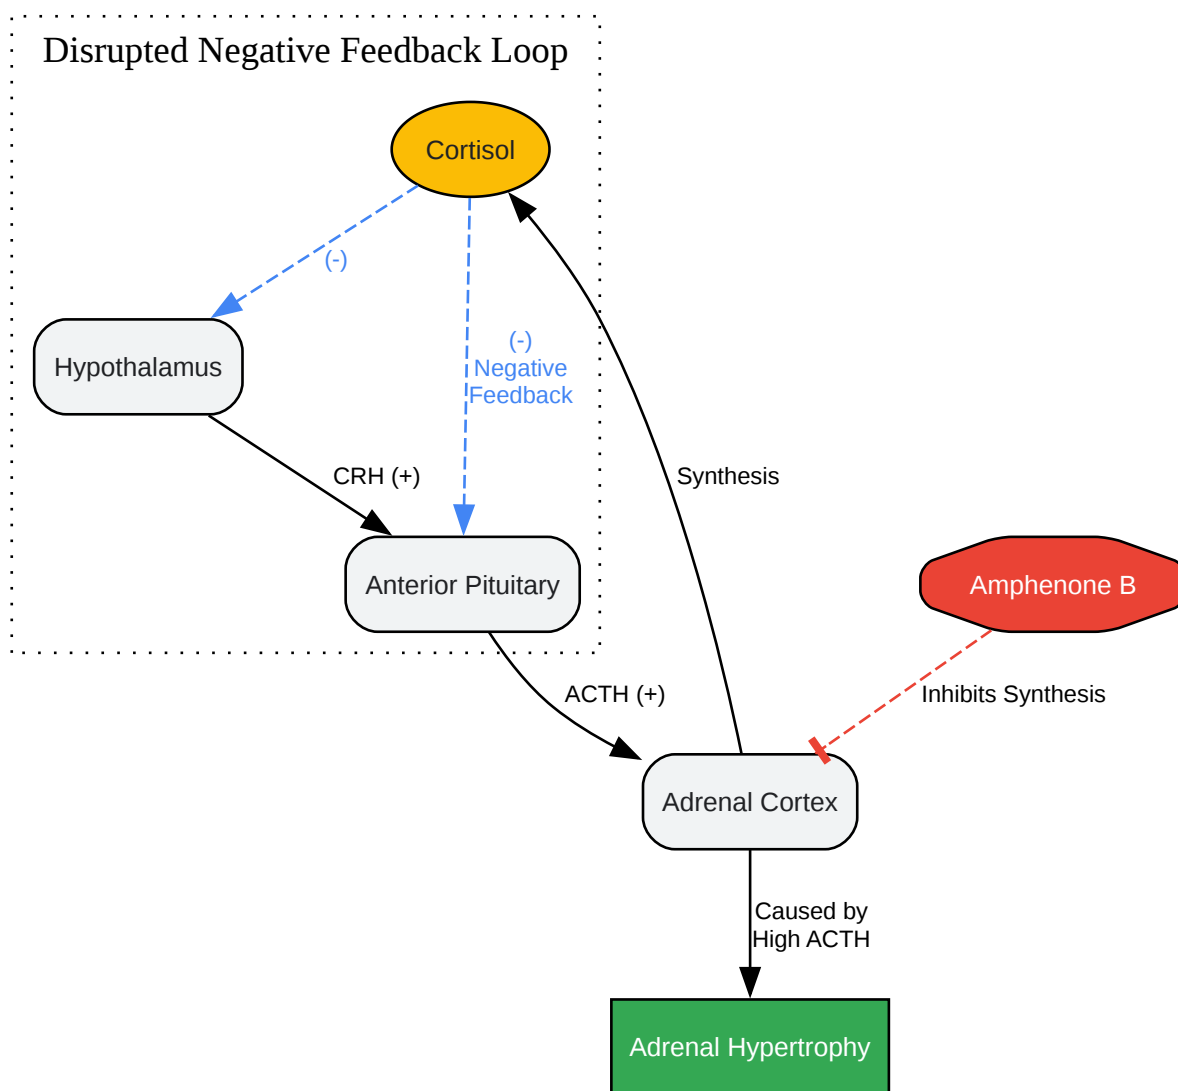 Disrupted Negative Feedback Loop
Cortisol
(-)
(-)
Negative
Feedback
Hypothalamus
CRH (+)
Synthesis
Anterior Pituitary
Amphenone B
ACTH (+)
Inhibits Synthesis
Adrenal Cortex
Caused by
High ACTH
Adrenal Hypertrophy